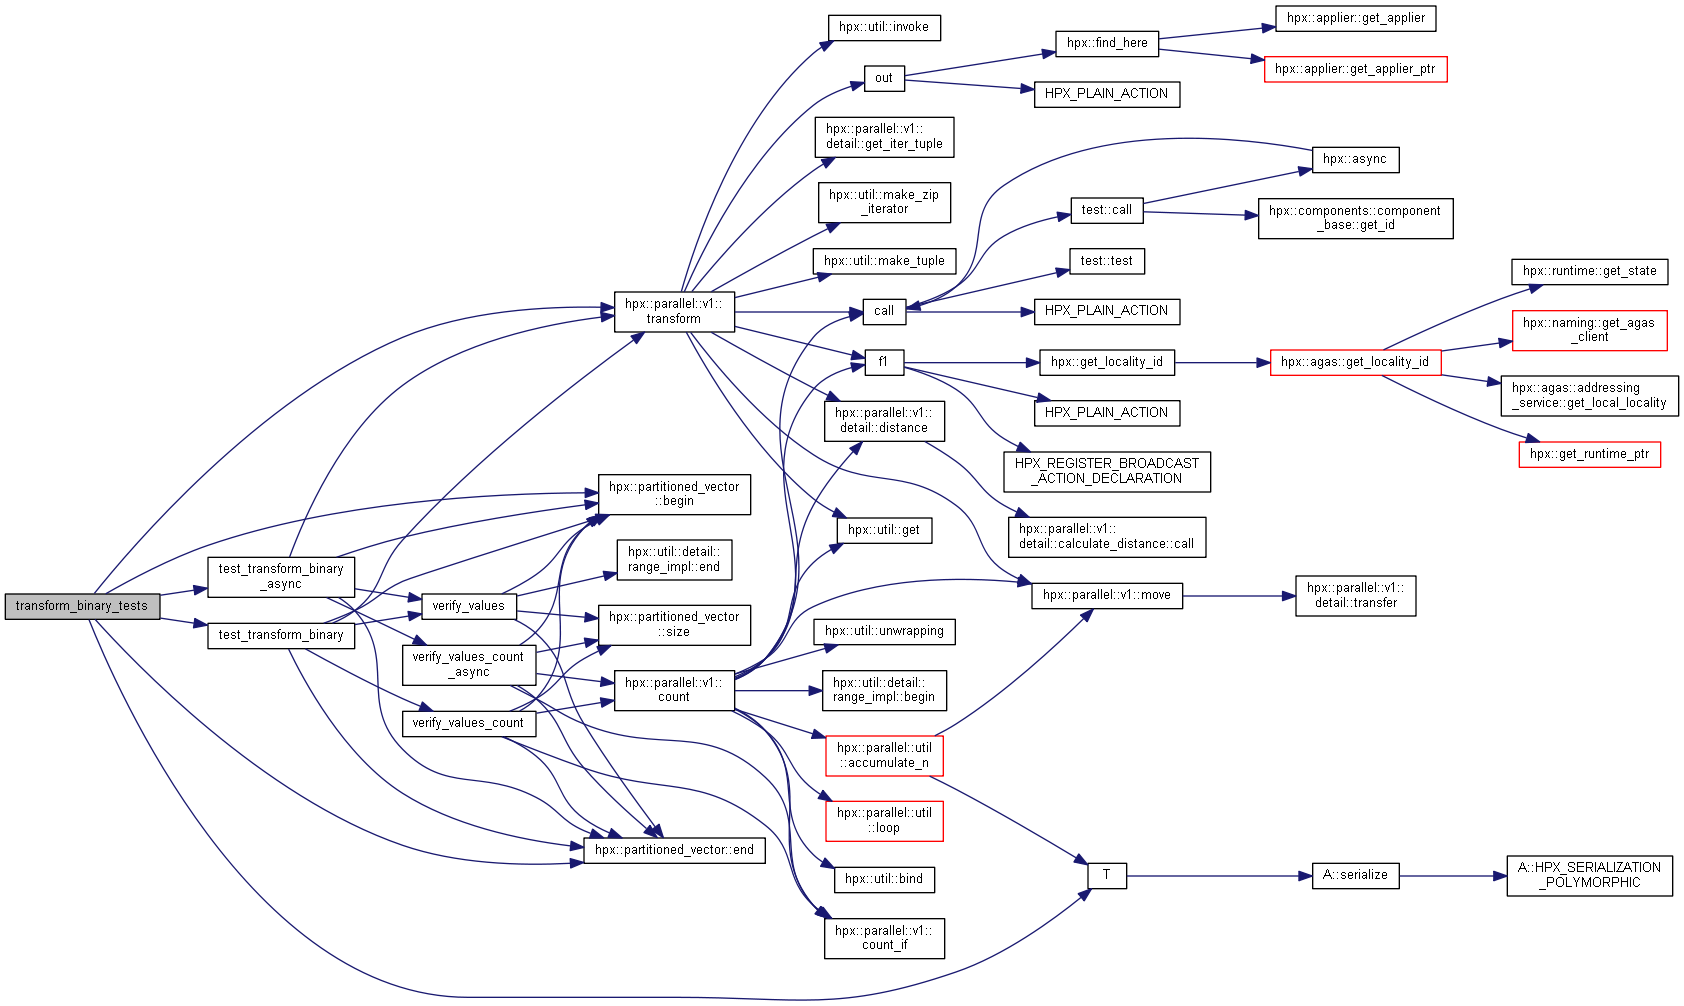 transform_binary_tests
test_transform_binary
_async
test_transform_binary
verify_values
verify_values_count
_async
verify_values_count
hpx::parallel::v1::
transform
hpx::partitioned_vector
::begin
hpx::util::detail::
range_impl::end
hpx::partitioned_vector
::size
hpx::parallel::v1::
count
hpx::partitioned_vector::end
hpx::util::invoke
out
hpx::parallel::v1::
detail::get_iter_tuple
hpx::util::make_zip
_iterator
hpx::util::make_tuple
call
f1
hpx::parallel::v1::
detail::distance
hpx::util::get
hpx::util::unwrapping
hpx::util::detail::
range_impl::begin
hpx::parallel::util
::accumulate_n
hpx::parallel::util
::loop
hpx::util::bind
hpx::parallel::v1::
count_if
hpx::find_here
HPX_PLAIN_ACTION
test::call
test::test
HPX_PLAIN_ACTION
hpx::get_locality_id
HPX_PLAIN_ACTION
HPX_REGISTER_BROADCAST
_ACTION_DECLARATION
hpx::parallel::v1::
detail::calculate_distance::call
hpx::parallel::v1::move
T
hpx::applier::get_applier
hpx::applier::get_applier_ptr
hpx::async
hpx::components::component
_base::get_id
hpx::agas::get_locality_id
hpx::parallel::v1::
detail::transfer
A::serialize
hpx::runtime::get_state
hpx::naming::get_agas
_client
hpx::agas::addressing
_service::get_local_locality
hpx::get_runtime_ptr
A::HPX_SERIALIZATION
_POLYMORPHIC